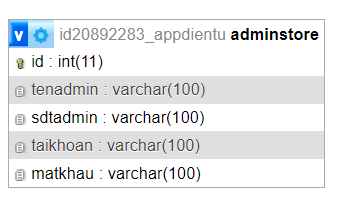 v id20892283_appdientu adminstore
id : int(11)
tenadmin : varchar(100)
sdtadmin : varchar(100)
taikhoan : varchar(100)
matkhau : varchar(100)